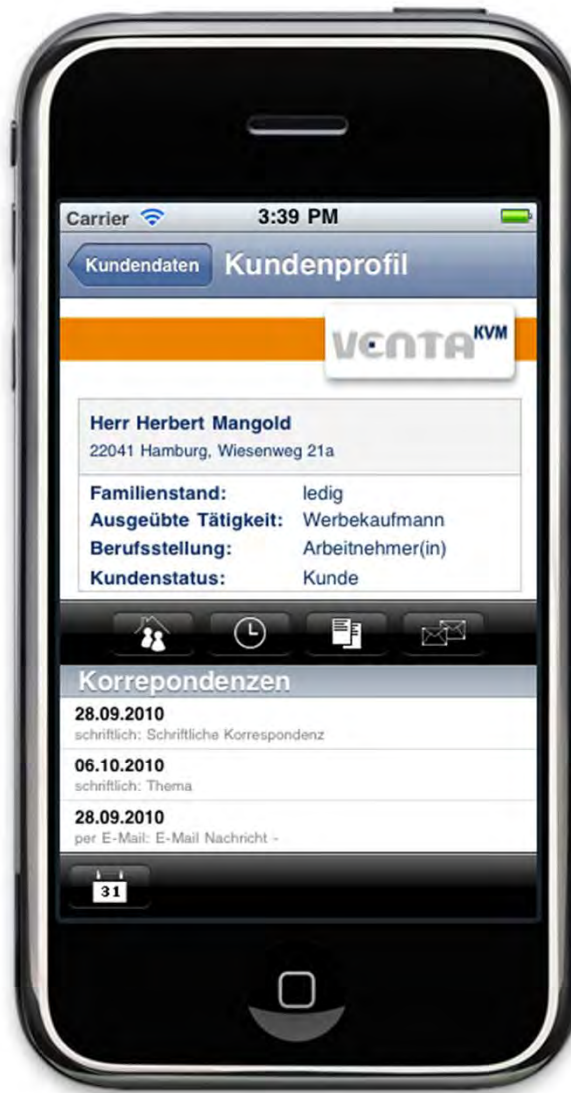 Carrier 3:39 PM
Kundendaten Kundenprofil
VENTA KVM
Herr Herbert Mangold
22041 Hamburg, Wiesenweg 21a
Familienstand: ledig
Ausgeübte Tätigkeit: Werbekaufmann
Berufsstellung: Arbeitnehmer(in)
Kundenstatus: Kunde
Korrepondenzen
28.09.2010
schriftlich: Schriftliche Korrespondenz
06.10.2010
schriftlich: Thema
28.09.2010
per E-Mail: E-Mail Nachricht -
31